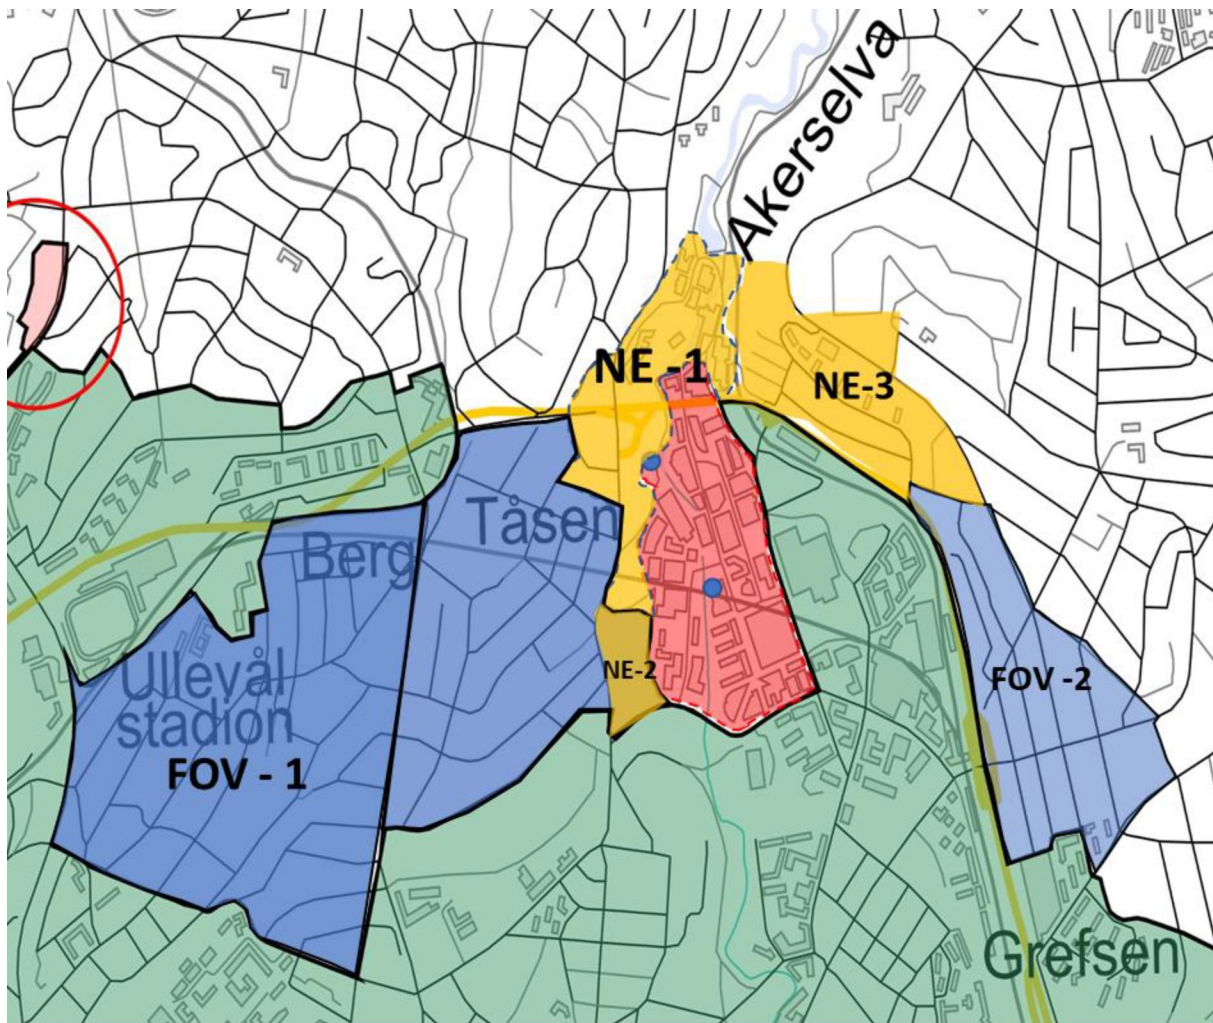 Akerselva
NE -1
NE-3
Tåsen
Berg
NE-2
FOV -2
Ullevål
stadion
FOV - 1
Grefsen